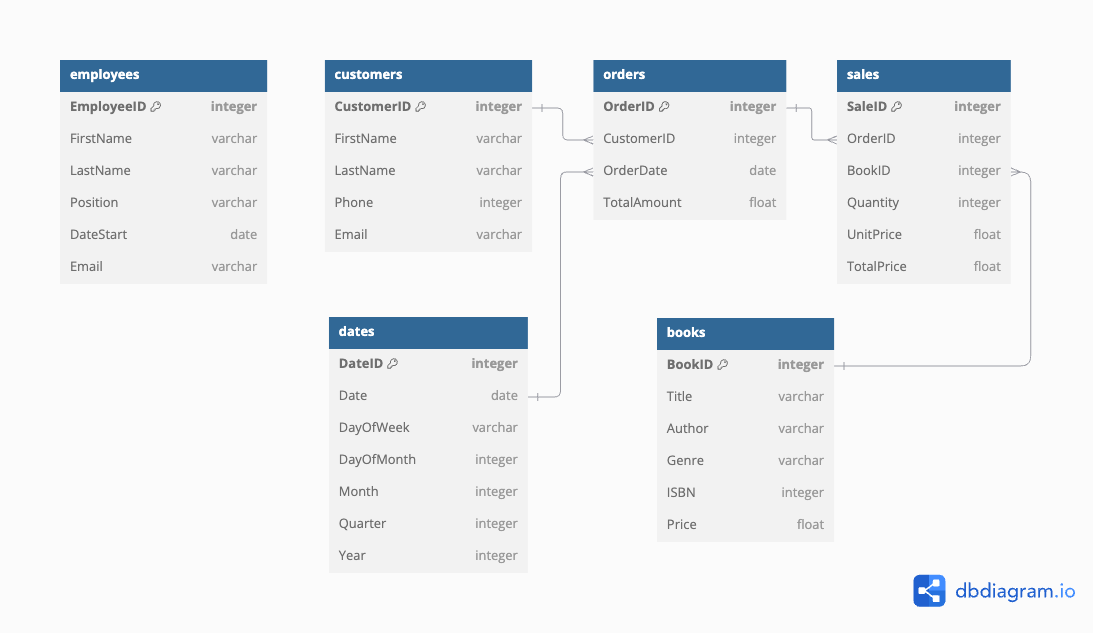 employees
EmployeeID integer
FirstName varchar
LastName varchar
Position varchar
DateStart date
Email varchar
customers
CustomerID integer
FirstName varchar
LastName varchar
Phone integer
Email varchar
orders
OrderID integer
CustomerID integer
OrderDate date
TotalAmount float
sales
SaleID integer
OrderID integer
BookID integer
Quantity integer
UnitPrice float
TotalPrice float
dates
DateID integer
Date date
DayOfWeek varchar
DayOfMonth integer
Month integer
Quarter integer
Year integer
books
BookID integer
Title varchar
Author varchar
Genre varchar
ISBN integer
Price float
dbdiagram.io